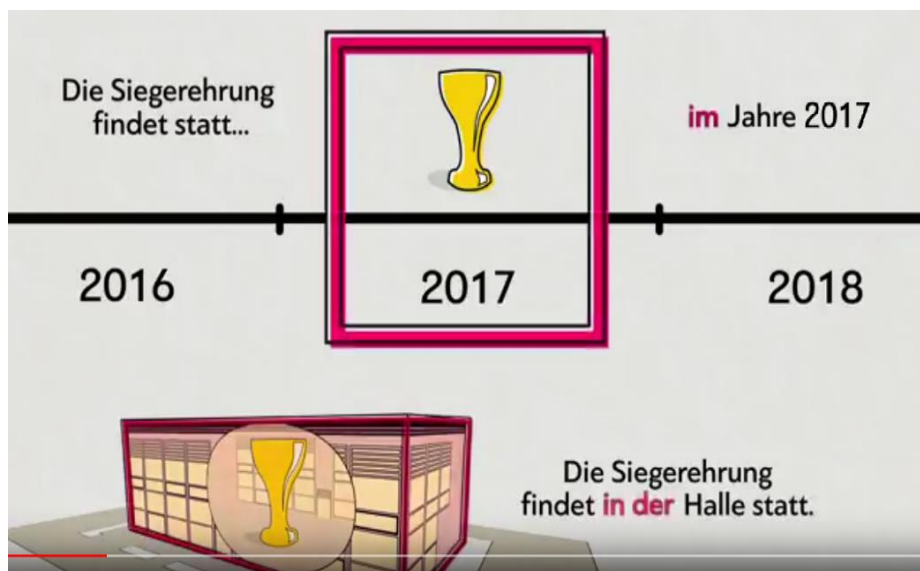 Die Siegerehrung
findet statt...
im Jahre 2017
2016
2017
2018
Die Siegerehrung
findet in der Halle statt.